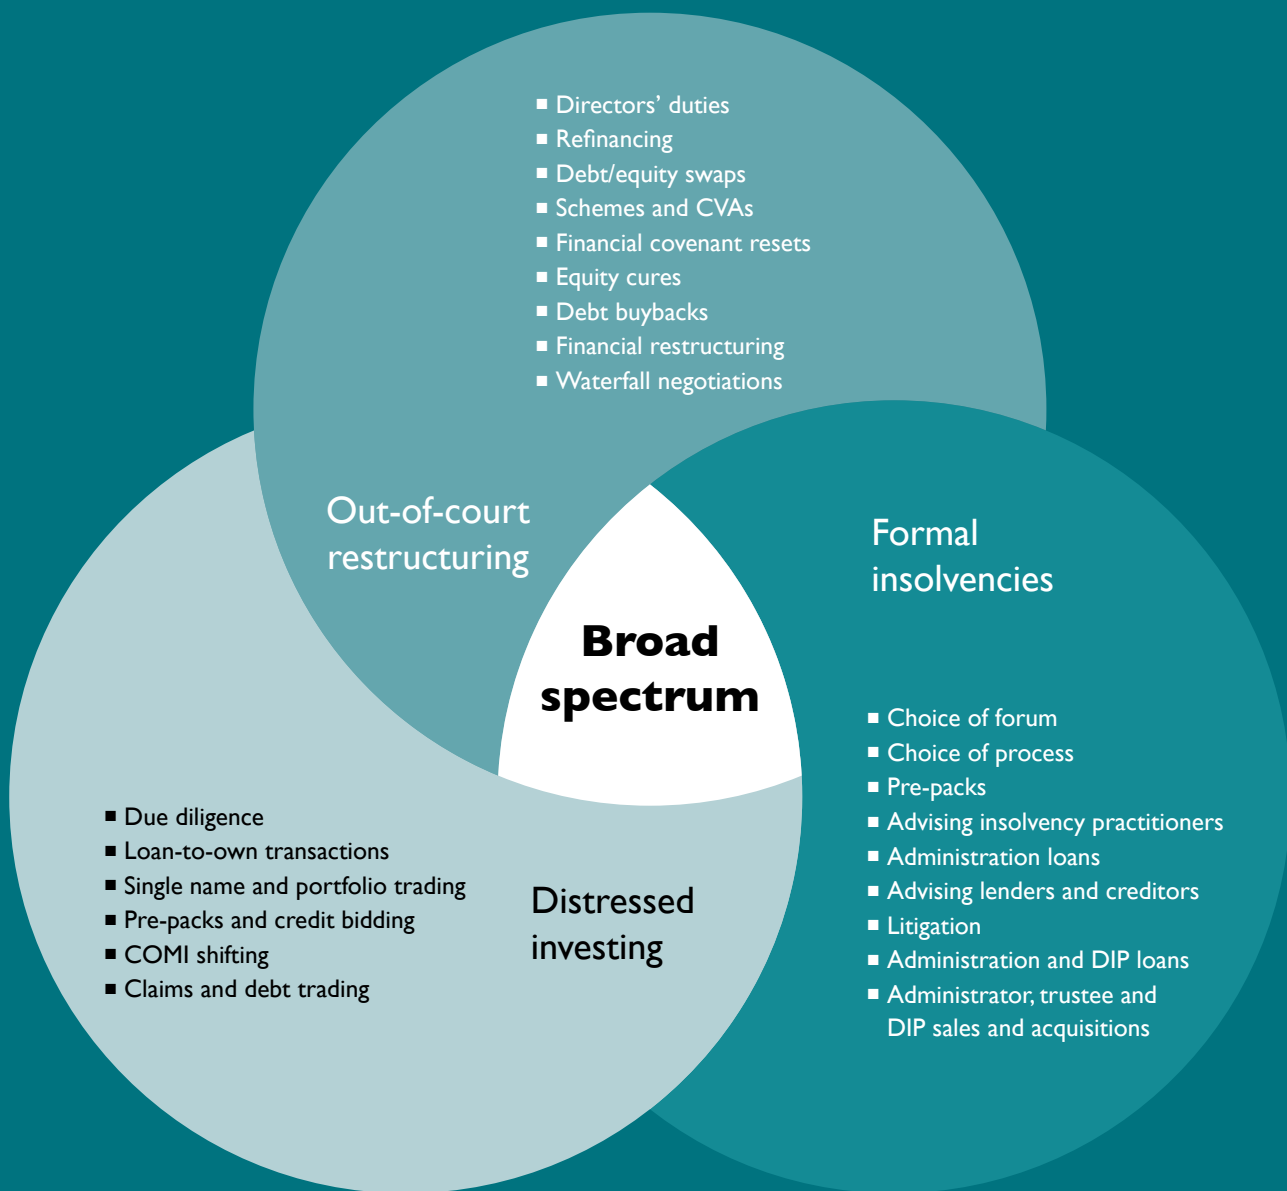 ■ Directors’ duties
■ Refinancing
■ Debt/equity swaps
■ Schemes and CVAs
■ Financial covenant resets
■ Equity cures
■ Debt buybacks
■ Financial restructuring
■ Waterfall negotiations
Out-of-court
restructuring
Formal
insolvencies
Broad
spectrum
■ Choice of forum
■ Choice of process
■ Pre-packs
■ Advising insolvency practitioners
■ Administration loans
■ Advising lenders and creditors
■ Litigation
■ Administration and DIP loans
■ Administrator, trustee and
DIP sales and acquisitions
■ Due diligence
■ Loan-to-own transactions
■ Single name and portfolio trading
■ Pre-packs and credit bidding
■ COMI shifting
■ Claims and debt trading
Distressed
investing